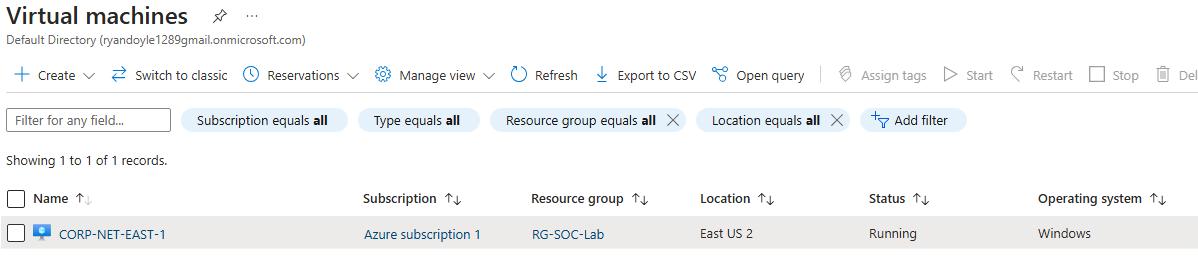 Virtual machines
Default Directory (ryandoyle1289gmail.onmicrosoft.com)
Create Switch to classic Reservations Manage view Refresh Export to CSV Open query Assign tags Start Restart Stop Del
Filter for any field... Subscription equals all Type equals all Resource group equals all Location equals all Add filter
Showing 1 to 1 of 1 records.
Name Subscription Resource group Location Status Operating system
CORP-NET-EAST-1 Azure subscription 1 RG-SOC-Lab East US 2 Running Windows